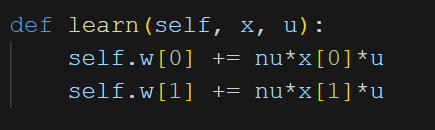 def learn(self, x, u):
    self.w[0] += nu*x[0]*u
    self.w[1] += nu*x[1]*u